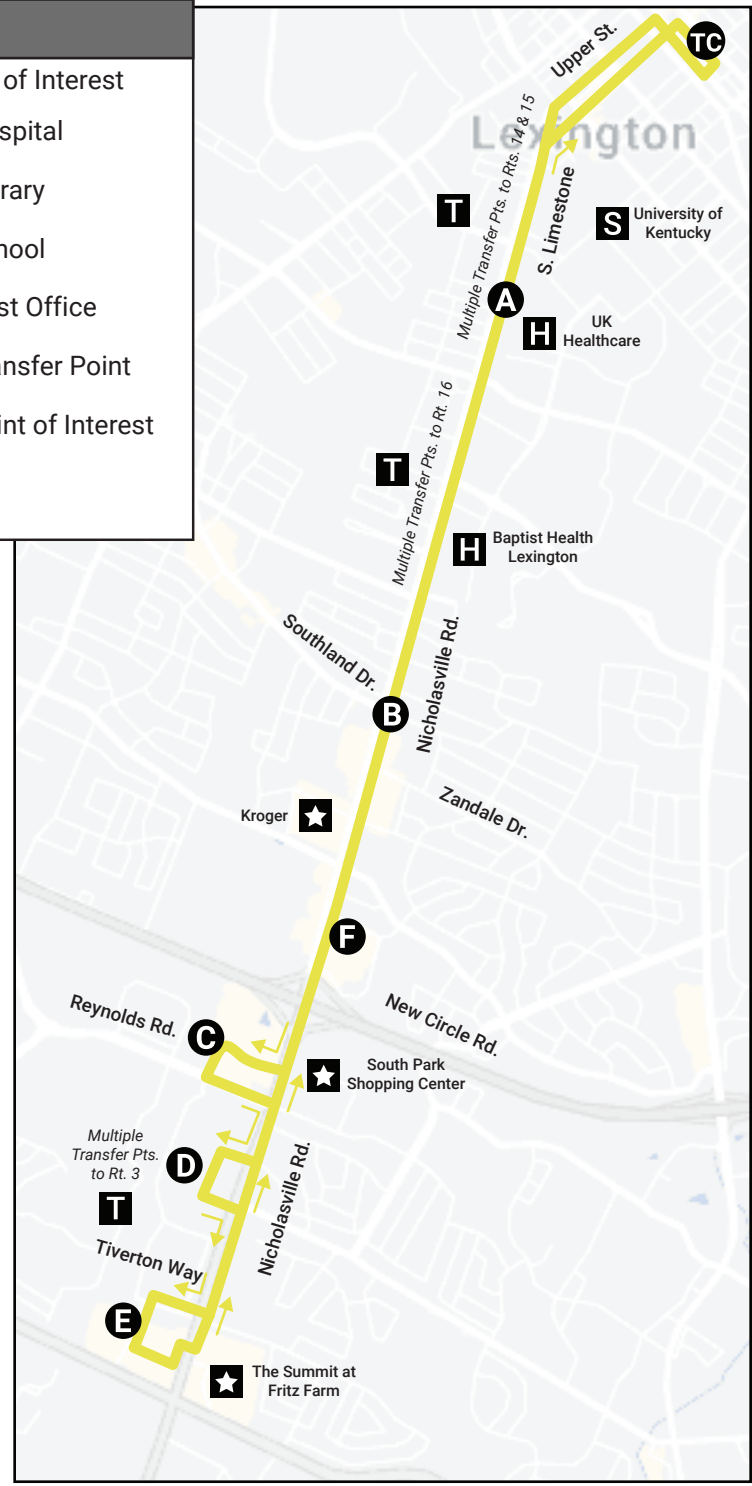 of Interest
spital
rary
ool
st Office
nsfer Point
int of Interest
TC
Upper St.
Lexington
Multiple Transfer Pts. to Rts. 14 & 15
T
S
University of
Kentucky
S. Limestone
A
H
UK
Healthcare
Multiple Transfer Pts. to Rt. 16
T
H
Baptist Health
Lexington
Southland Dr.
Nicholasville Rd.
B
Zandale Dr.
Kroger
F
New Circle Rd.
Reynolds Rd.
C
South Park
Shopping Center
Multiple
Transfer Pts.
to Rt. 3
D
T
Nicholasville Rd.
Tiverton Way
E
The Summit at
Fritz Farm